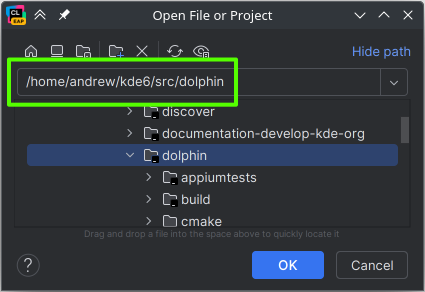 CL
EAP
Open File or Project
Hide path
/home/andrew/kde6/src/dolphin
discover
documentation-develop-kde-org
dolphin
appiumtests
build
cmake
Drag and drop a file into the space above to quickly locate it
?
OK
Cancel